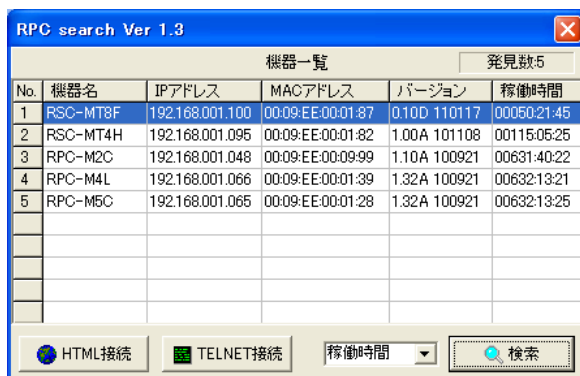 RPC search Ver 1.3
機器一覧 発見数:5
No. 機器名 IPアドレス MACアドレス バージョン 稼働時間
1 RSC-MT8F 192.168.001.100 00:09:EE:00:01:87 0.10D 110117 00050:21:45
2 RSC-MT4H 192.168.001.095 00:09:EE:00:01:82 1.00A 101108 00115:05:25
3 RPC-M2C 192.168.001.048 00:09:EE:00:09:99 1.10A 100921 00631:40:22
4 RPC-M4L 192.168.001.066 00:09:EE:00:01:39 1.32A 100921 00632:13:21
5 RPC-M5C 192.168.001.065 00:09:EE:00:01:28 1.32A 100921 00632:13:25
HTML接続 TELNET接続 稼働時間 検索